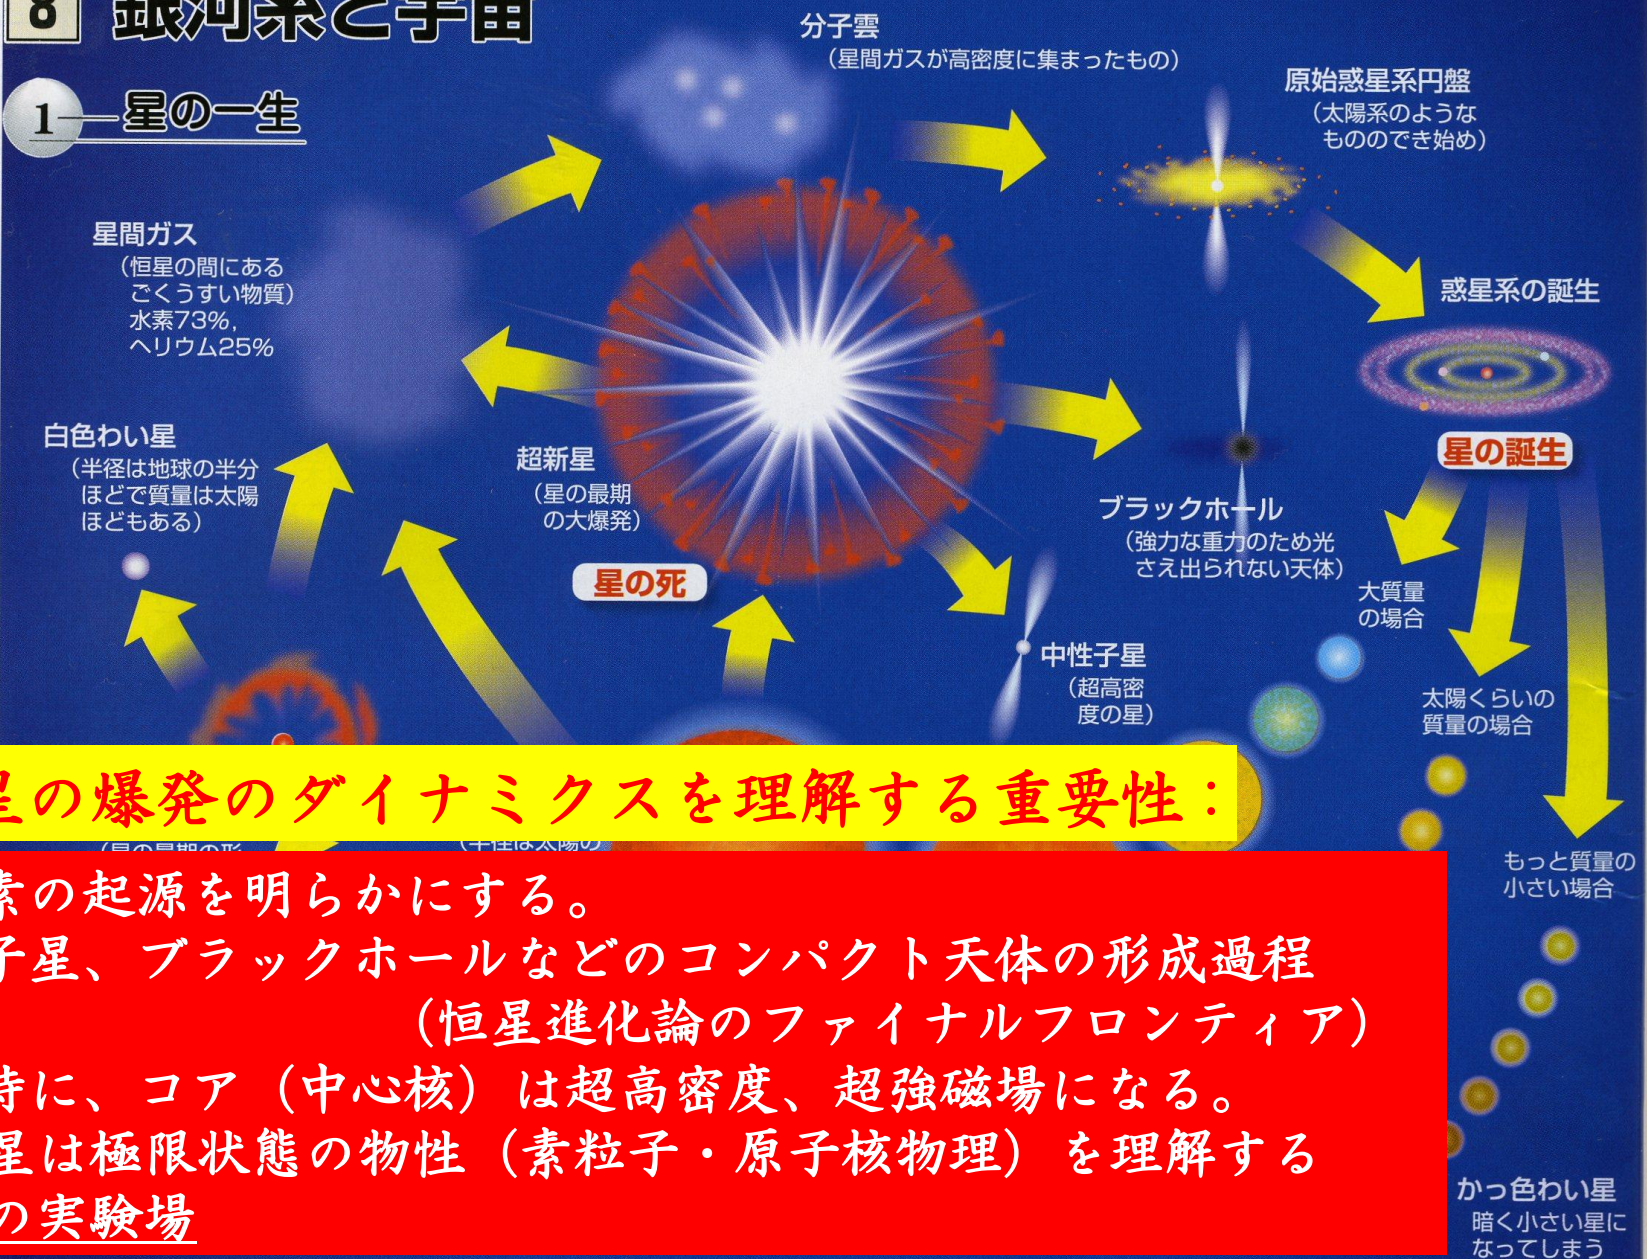 8 銀河系と宇宙
1 星の一生
分子雲
（星間ガスが高密度に集まったもの）
原始惑星系円盤
（太陽系のような
もののでき始め）
星間ガス
（恒星の間にある
ごくうすい物質）
水素73%，
ヘリウム25%
惑星系の誕生
星の誕生
白色わい星
（半径は地球の半分
ほどで質量は太陽
ほどもある）
超新星
（星の最期
の大爆発）
星の死
ブラックホール
（強力な重力のため光
さえ出られない天体）
大質量
の場合
中性子星
（超高密
度の星）
太陽くらいの
質量の場合
星の爆発のダイナミクスを理解する重要性：
（星の最期の形
（半径は太陽の
もっと質量の
小さい場合
素の起源を明らかにする。
子星、ブラックホールなどのコンパクト天体の形成過程
（恒星進化論のファイナルフロンティア）
時に、コア（中心核）は超高密度、超強磁場になる。
星は極限状態の物性（素粒子・原子核物理）を理解する
の実験場
かっ色わい星
暗く小さい星に
なってしまう